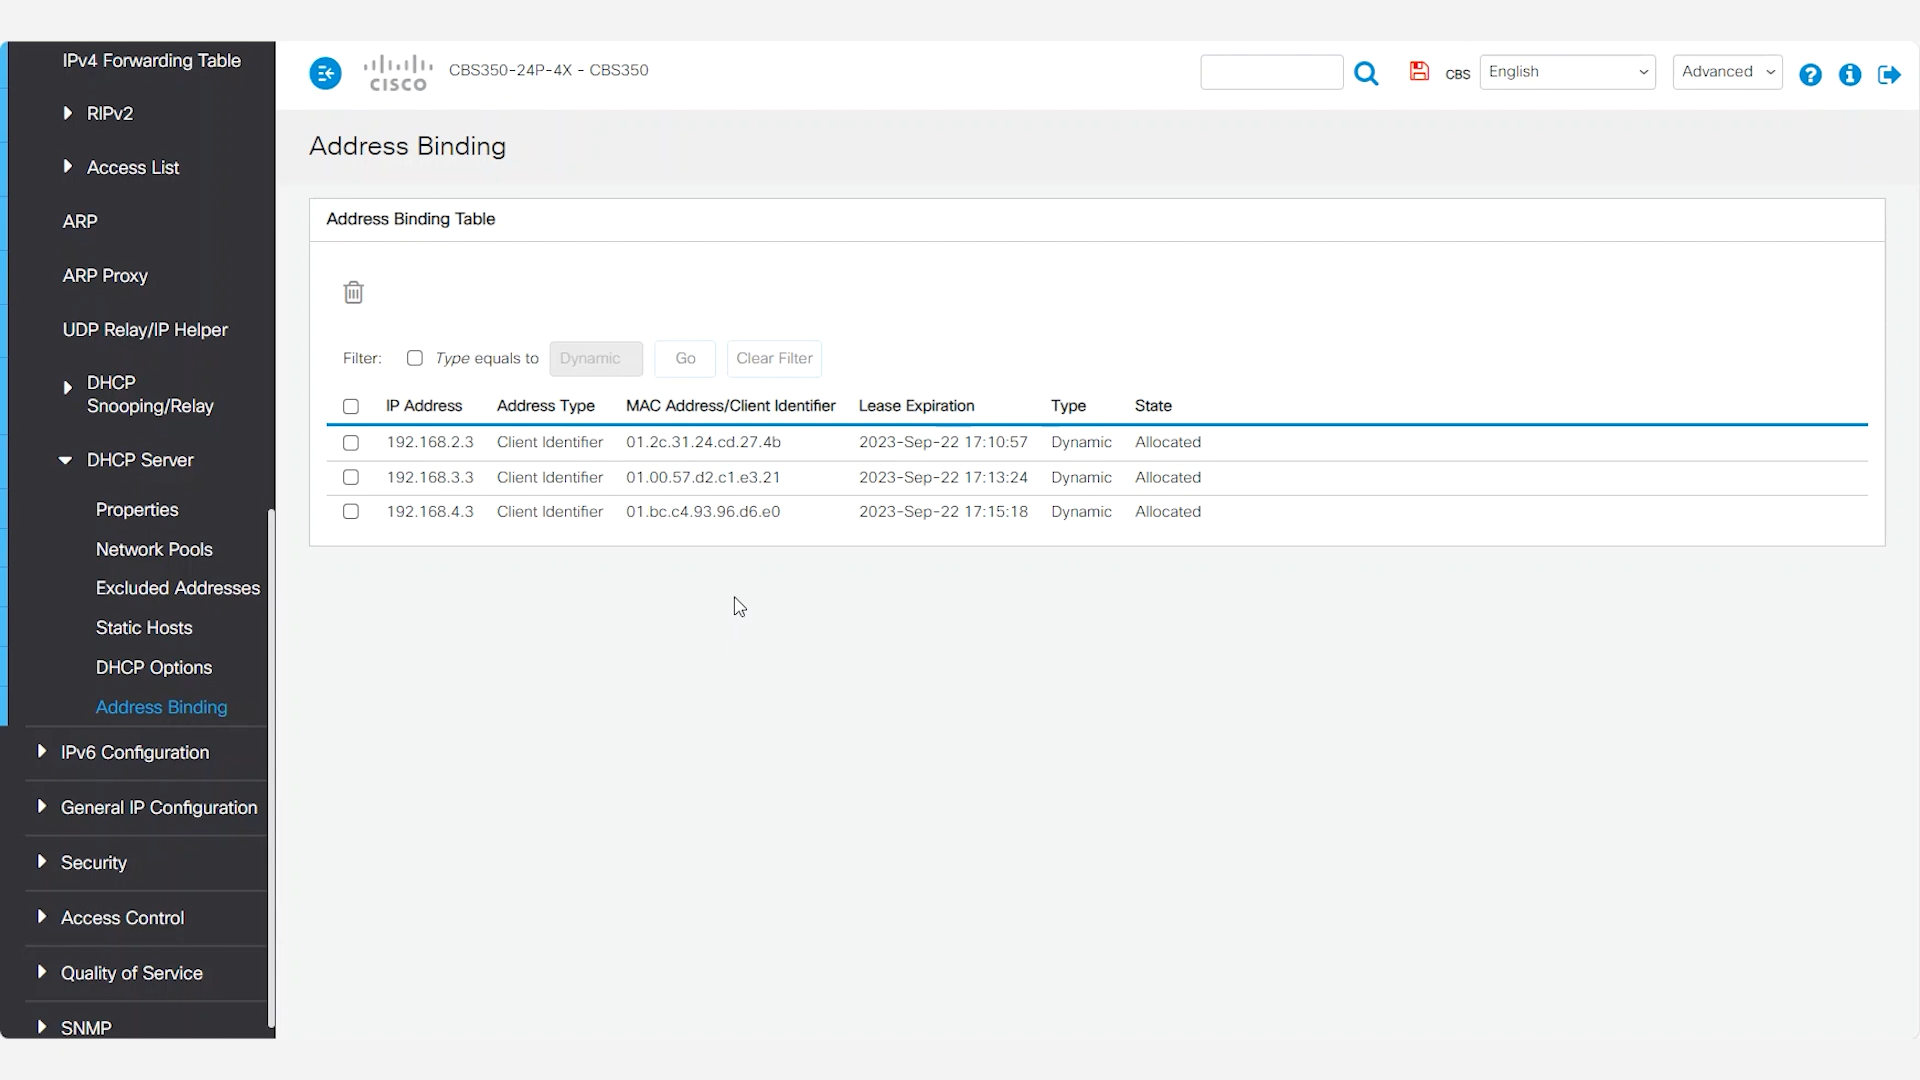 IPv4 Forwarding Table
RIPv2
Access List
ARP
ARP Proxy
UDP Relay/IP Helper
DHCP
Snooping/Relay
DHCP Server
Properties
Network Pools
Excluded Addresses
Static Hosts
DHCP Options
Address Binding
IPv6 Configuration
General IP Configuration
Security
Access Control
Quality of Service
SNMP
CISCO CBS350-24P-4X - CBS350
CBS English Advanced
Address Binding
Address Binding Table
Filter: Type equals to Dynamic Go Clear Filter
IP Address Address Type MAC Address/Client Identifier Lease Expiration Type State
192.168.2.3 Client Identifier 01.2c.31.24.cd.27.4b 2023-Sep-22 17:10:57 Dynamic Allocated
192.168.3.3 Client Identifier 01.00.57.d2.c1.e3.21 2023-Sep-22 17:13:24 Dynamic Allocated
192.168.4.3 Client Identifier 01.bc.c4.93.96.d6.e0 2023-Sep-22 17:15:18 Dynamic Allocated